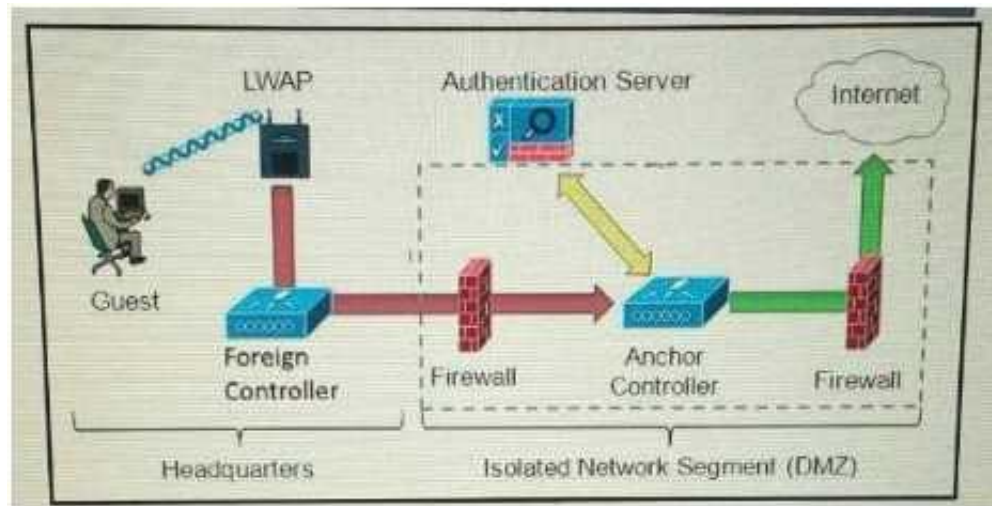 LWAP
Authentication Server
Internet
Guest
Foreign
Controller
Firewall
Anchor
Controller
Firewall
Headquarters
Isolated Network Segment (DMZ)